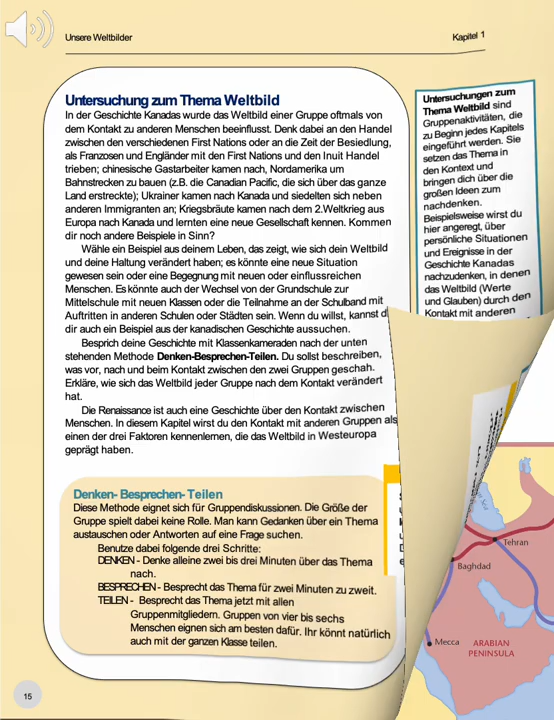 Unsere Weltbilder
Kapitel 1
Untersuchung zum Thema Weltbild
In der Geschichte Kanadas wurde das Weltbild einer Gruppe oftmals von
dem Kontakt zu anderen Menschen beeinflusst. Denk dabei an den Handel
zwischen den verschiedenen First Nations oder an die Zeit der Besiedlung,
als Franzosen und Engländer mit den First Nations und den Inuit Handel
trieben; chinesische Gastarbeiter kamen nach, Nordamerika um
Bahnstrecken zu bauen (z.B. die Canadian Pacific, die sich über das ganze
Land erstreckte); Ukrainer kamen nach Kanada und siedelten sich neben
anderen Immigranten an; Kriegsbräute kamen nach dem 2.Weltkrieg aus
Europa nach Kanada und lernten eine neue Gesellschaft kennen. Kommen
dir noch andere Beispiele in Sinn?
Wähle ein Beispiel aus deinem Leben, das zeigt, wie sich dein Weltbild
und deine Haltung verändert haben; es könnte eine neue Situation
gewesen sein oder eine Begegnung mit neuen oder einflussreichen
Menschen. Es könnte auch der Wechsel von der Grundschule zur
Mittelschule mit neuen Klassen oder die Teilnahme an der Schulband mit
Auftritten in anderen Schulen oder Städten sein. Wenn du willst, kannst d
dir auch ein Beispiel aus der kanadischen Geschichte aussuchen.
Besprich deine Geschichte mit Klassenkameraden nach der unten
stehenden Methode Denken-Besprechen-Teilen. Du sollst beschreiben,
was vor, nach und beim Kontakt zwischen den zwei Gruppen geschah.
Erkläre, wie sich das Weltbild jeder Gruppe nach dem Kontakt verändert
hat.
Die Renaissance ist auch eine Geschichte über den Kontakt zwischen
Menschen. In diesem Kapitel wirst du den Kontakt mit anderen Gruppen als
einen der drei Faktoren kennenlernen, die das Weltbild in Westeuropa
geprägt haben.
Denken- Besprechen- Teilen
Diese Methode eignet sich für Gruppendiskussionen. Die Größe der
Gruppe spielt dabei keine Rolle. Man kann Gedanken über ein Thema
austauschen oder Antworten auf eine Frage suchen.
Benutze dabei folgende drei Schritte:
DENKEN - Denke alleine zwei bis drei Minuten über das Thema
nach.
BESPRECHEN - Besprecht das Thema für zwei Minuten zu zweit.
TEILEN - Besprecht das Thema jetzt mit allen
Gruppenmitgliedern. Gruppen von vier bis sechs
Menschen eignen sich am besten dafür. Ihr könnt natürlich
auch mit der ganzen Klasse teilen.
Untersuchungen zum
Thema Weltbild sind
Gruppenaktivitäten, die
zu Beginn jedes Kapitels
eingeführt werden. Sie
setzen das Thema in
den Kontext und
bringen dich über die
großen Ideen zum
nachdenken.
Beispielsweise wirst du
hier angeregt, über
persönliche Situationen
und Ereignisse in der
Geschichte Kanadas
nachzudenken, in denen
das Weltbild (Werte
und Glauben) durch den
Kontakt mit anderen
Tehran
Baghdad
Mecca
ARABIAN
PENINSULA
15